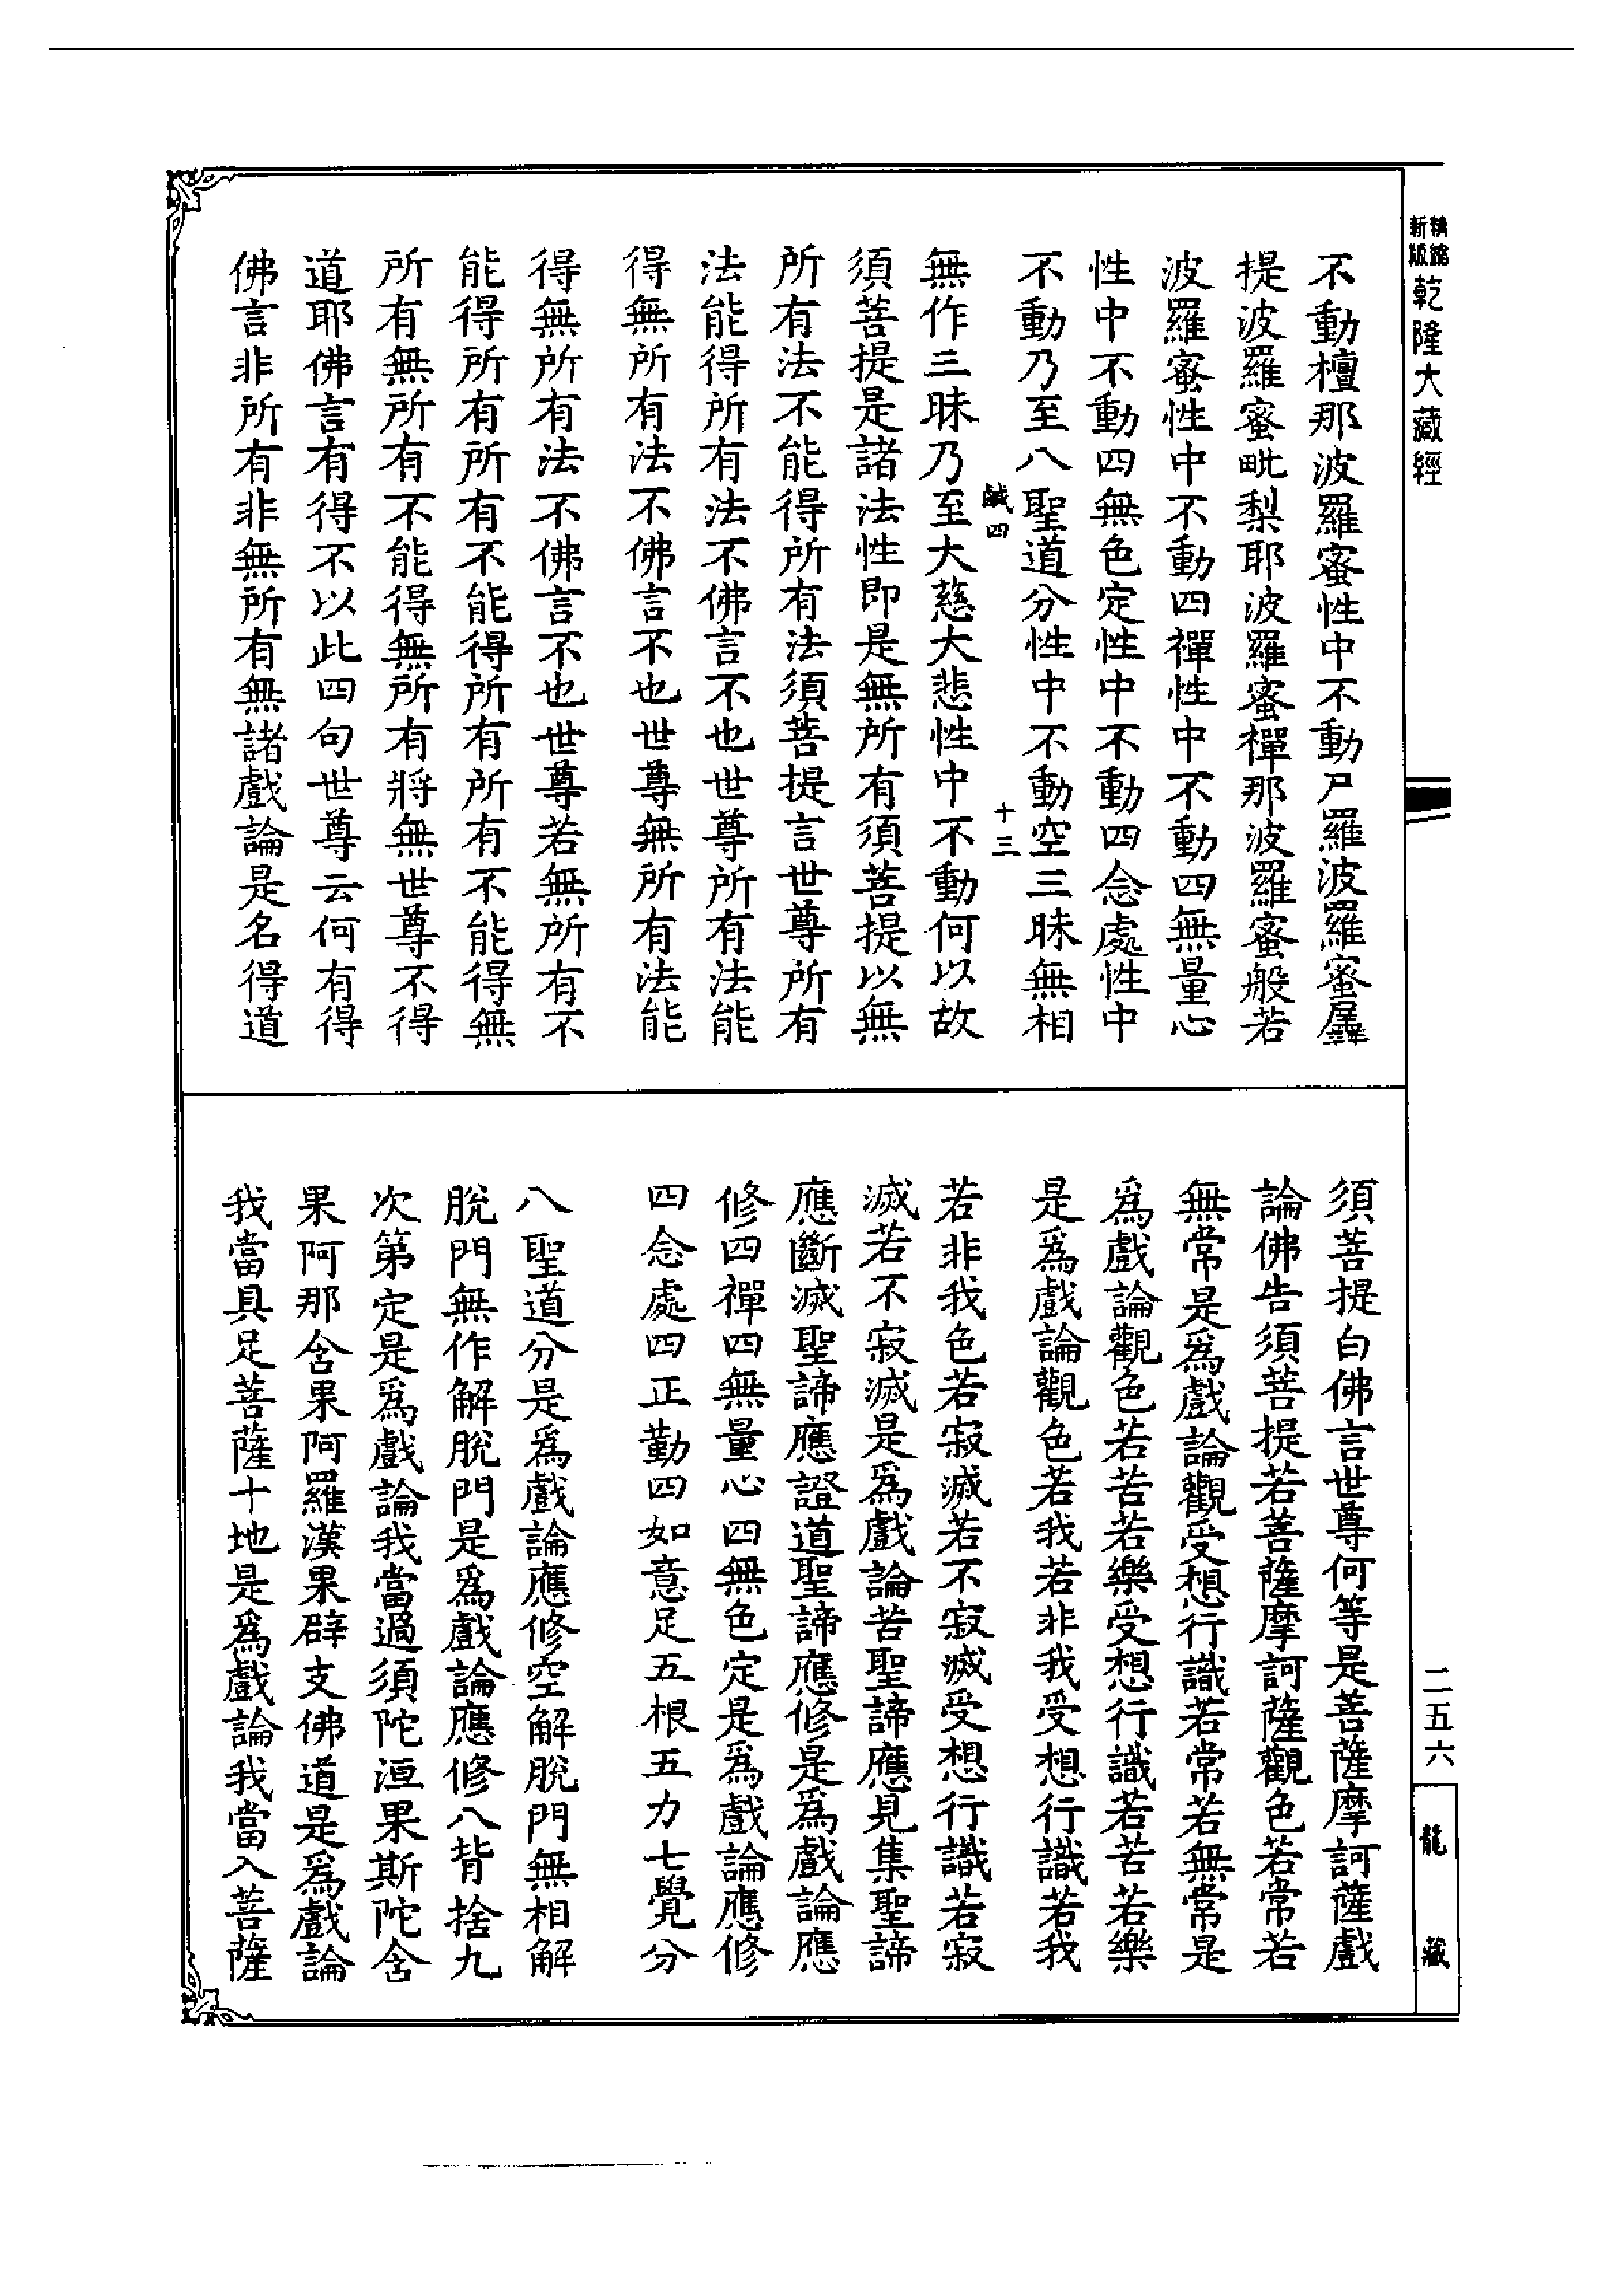 新版
精縮
乾隆大藏經
不動檀那波羅蜜性中不動尸羅波羅蜜羼
提波羅蜜毗梨耶波羅蜜禪那波羅蜜般若
波羅蜜性中不動四禪性中不動四無量心
性中不動四無色定性中不動四念處性中
不動乃至八聖道分性中不動空三昧無相
鹹四
十三
無作三昧乃至大慈大悲性中不動何以故
須菩提是諸法性即是無所有須菩提以無
所有法不能得所有法須菩提言世尊所有
法能得所有法不佛言不也世尊所有法能
得無所有法不佛言不也世尊無所有法能
得無所有法不佛言不也世尊若無所有不
能得所有所有不能得所有所有不能得無
所有無所有不能得無所有將無世尊不得
道耶佛言有得不以此四句世尊云何有得
佛言非所有非無所有無諸戲論是名得道
須菩提白佛言世尊何等是菩薩摩訶薩戲
論佛告須菩提若菩薩摩訶薩觀色若常若
無常是爲戲論觀受想行識若常若無常是
爲戲論觀色若苦若樂受想行識若苦若樂
是爲戲論觀色若我若非我受想行識若我
若非我色若寂滅若不寂滅受想行識若寂
滅若不寂滅是爲戲論苦聖諦應見集聖諦
應斷滅聖諦應證道聖諦應修是爲戲論應
修四禪四無量心四無色定是爲戲論應修
四念處四正勤四如意足五根五力七覺分
八聖道分是爲戲論應修空解脫門無相解
脫門無作解脫門是爲戲論應修八背捨九
次第定是爲戲論我當過須陀洹果斯陀含
果阿那含果阿羅漢果辟支佛道是爲戲論
我當具足菩薩十地是爲戲論我當入菩薩
二五六
龍藏